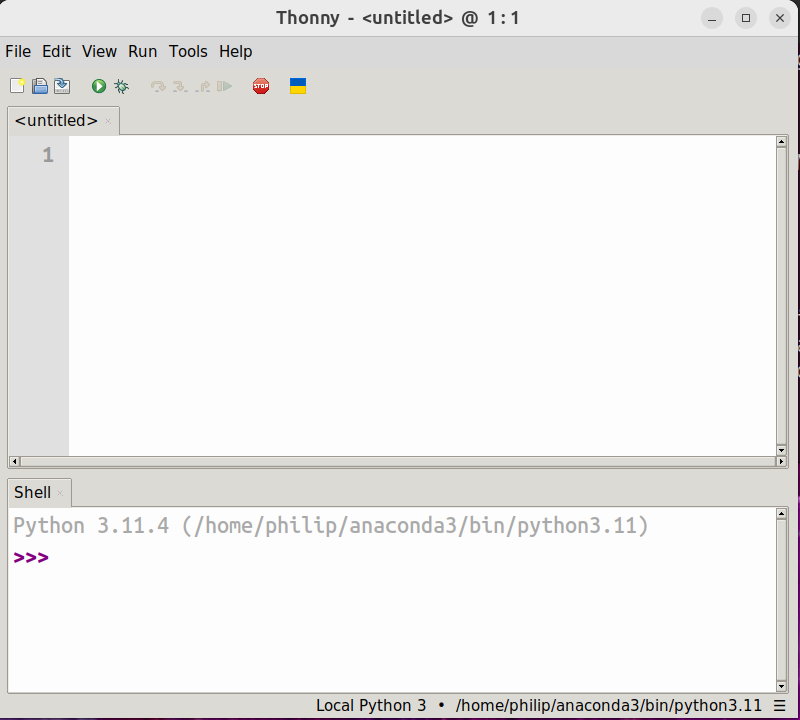 Thonny - <untitled> @ 1:1
File Edit View Run Tools Help
STOP
<untitled>
1
Shell
Python 3.11.4 (/home/philip/anaconda3/bin/python3.11)
>>>
Local Python 3 • /home/philip/anaconda3/bin/python3.11 ☰